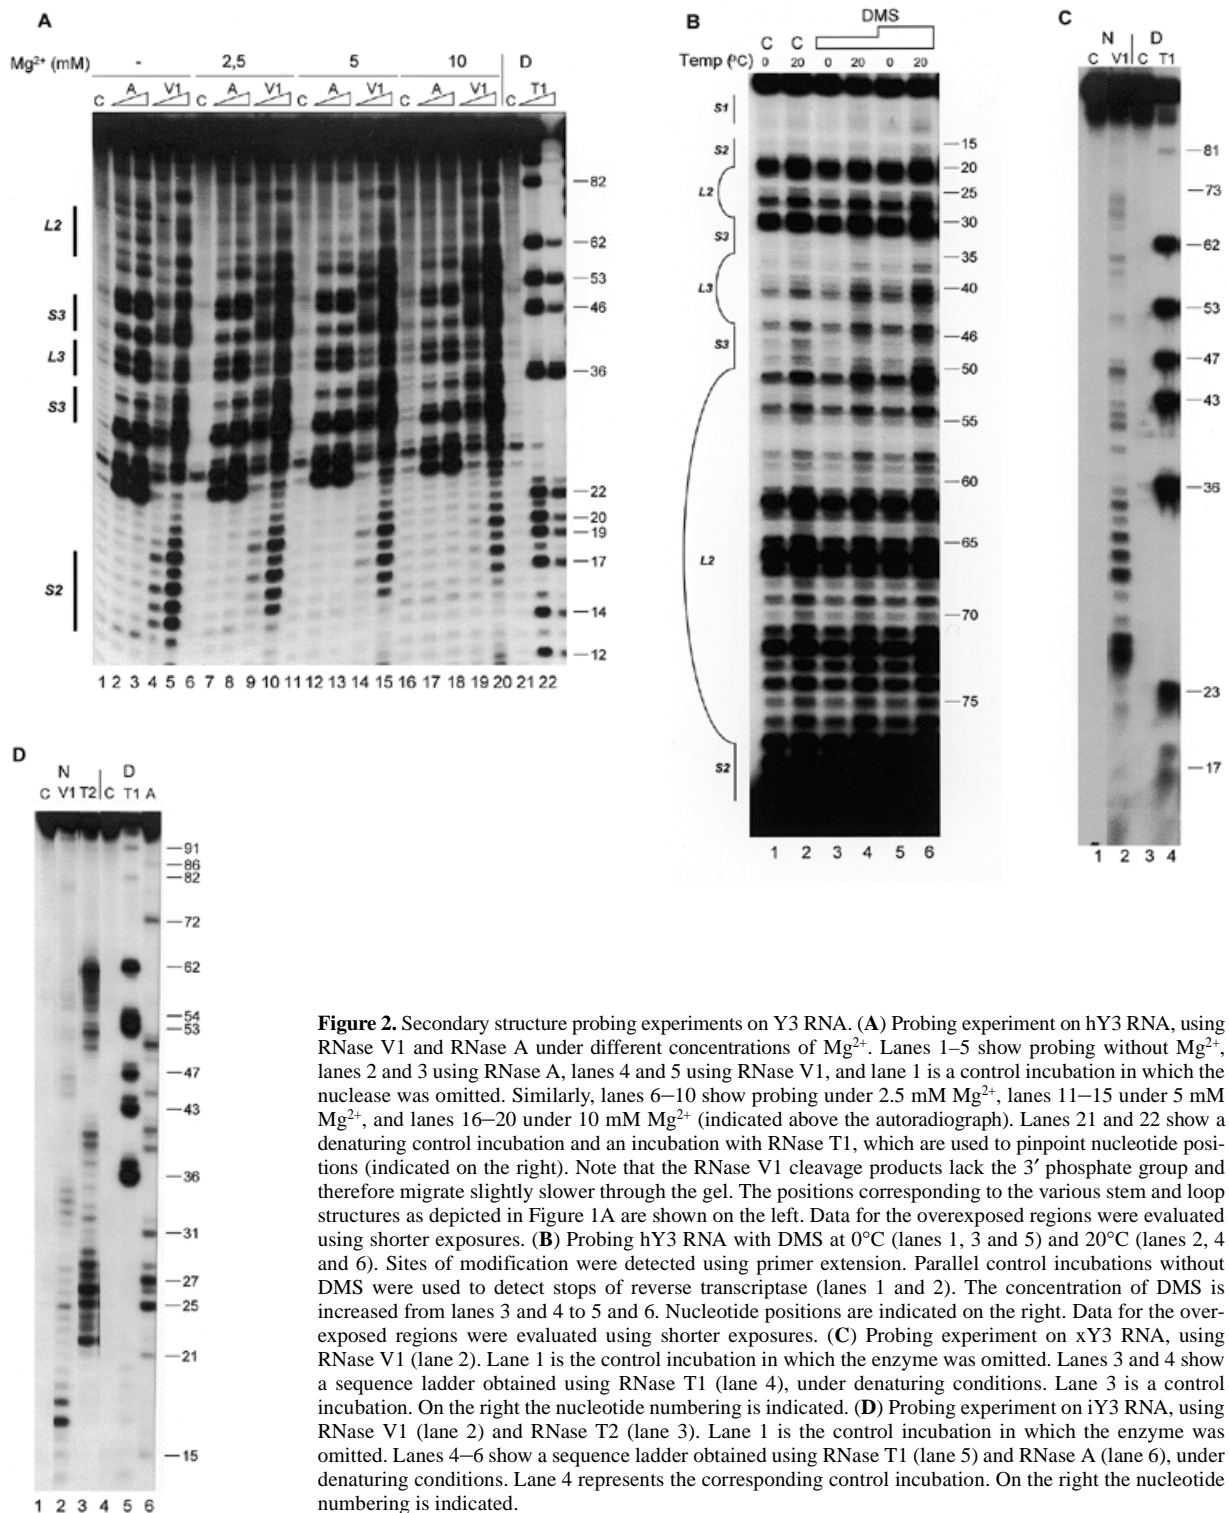 A
Mg2+ (mM) - 2,5 5 10 D
C A V1 C A V1 C A V1 C A V1 C T1
L2
S3
L3
S3
S2
82
62
53
46
36
22
20
19
17
14
12
1 2 3 4 5 6 7 8 9 10 11 12 13 14 15 16 17 18 19 20 21 22
B
DMS
C C
Temp (ºC) 0 20 0 20 0 20
S1
S2
L2
S3
L3
S3
L2
S2
15
20
25
30
35
40
46
50
55
60
65
70
75
1 2 3 4 5 6
C
N D
C V1 C T1
81
73
62
53
47
43
36
23
17
1 2 3 4
D
N D
C V1 T2 C T1 A
91
86
82
72
62
54
53
47
43
36
31
27
25
21
15
1 2 3 4 5 6
Figure 2. Secondary structure probing experiments on Y3 RNA. (A) Probing experiment on hY3 RNA, using
RNase V1 and RNase A under different concentrations of Mg2+. Lanes 1–5 show probing without Mg2+,
lanes 2 and 3 using RNase A, lanes 4 and 5 using RNase V1, and lane 1 is a control incubation in which the
nuclease was omitted. Similarly, lanes 6–10 show probing under 2.5 mM Mg2+, lanes 11–15 under 5 mM
Mg2+, and lanes 16–20 under 10 mM Mg2+ (indicated above the autoradiograph). Lanes 21 and 22 show a
denaturing control incubation and an incubation with RNase T1, which are used to pinpoint nucleotide posi-
tions (indicated on the right). Note that the RNase V1 cleavage products lack the 3′ phosphate group and
therefore migrate slightly slower through the gel. The positions corresponding to the various stem and loop
structures as depicted in Figure 1A are shown on the left. Data for the overexposed regions were evaluated
using shorter exposures. (B) Probing hY3 RNA with DMS at 0°C (lanes 1, 3 and 5) and 20°C (lanes 2, 4
and 6). Sites of modification were detected using primer extension. Parallel control incubations without
DMS were used to detect stops of reverse transcriptase (lanes 1 and 2). The concentration of DMS is
increased from lanes 3 and 4 to 5 and 6. Nucleotide positions are indicated on the right. Data for the over-
exposed regions were evaluated using shorter exposures. (C) Probing experiment on xY3 RNA, using
RNase V1 (lane 2). Lane 1 is the control incubation in which the enzyme was omitted. Lanes 3 and 4 show
a sequence ladder obtained using RNase T1 (lane 4), under denaturing conditions. Lane 3 is a control
incubation. On the right the nucleotide numbering is indicated. (D) Probing experiment on iY3 RNA, using
RNase V1 (lane 2) and RNase T2 (lane 3). Lane 1 is the control incubation in which the enzyme was
omitted. Lanes 4–6 show a sequence ladder obtained using RNase T1 (lane 5) and RNase A (lane 6), under
denaturing conditions. Lane 4 represents the corresponding control incubation. On the right the nucleotide
numbering is indicated.